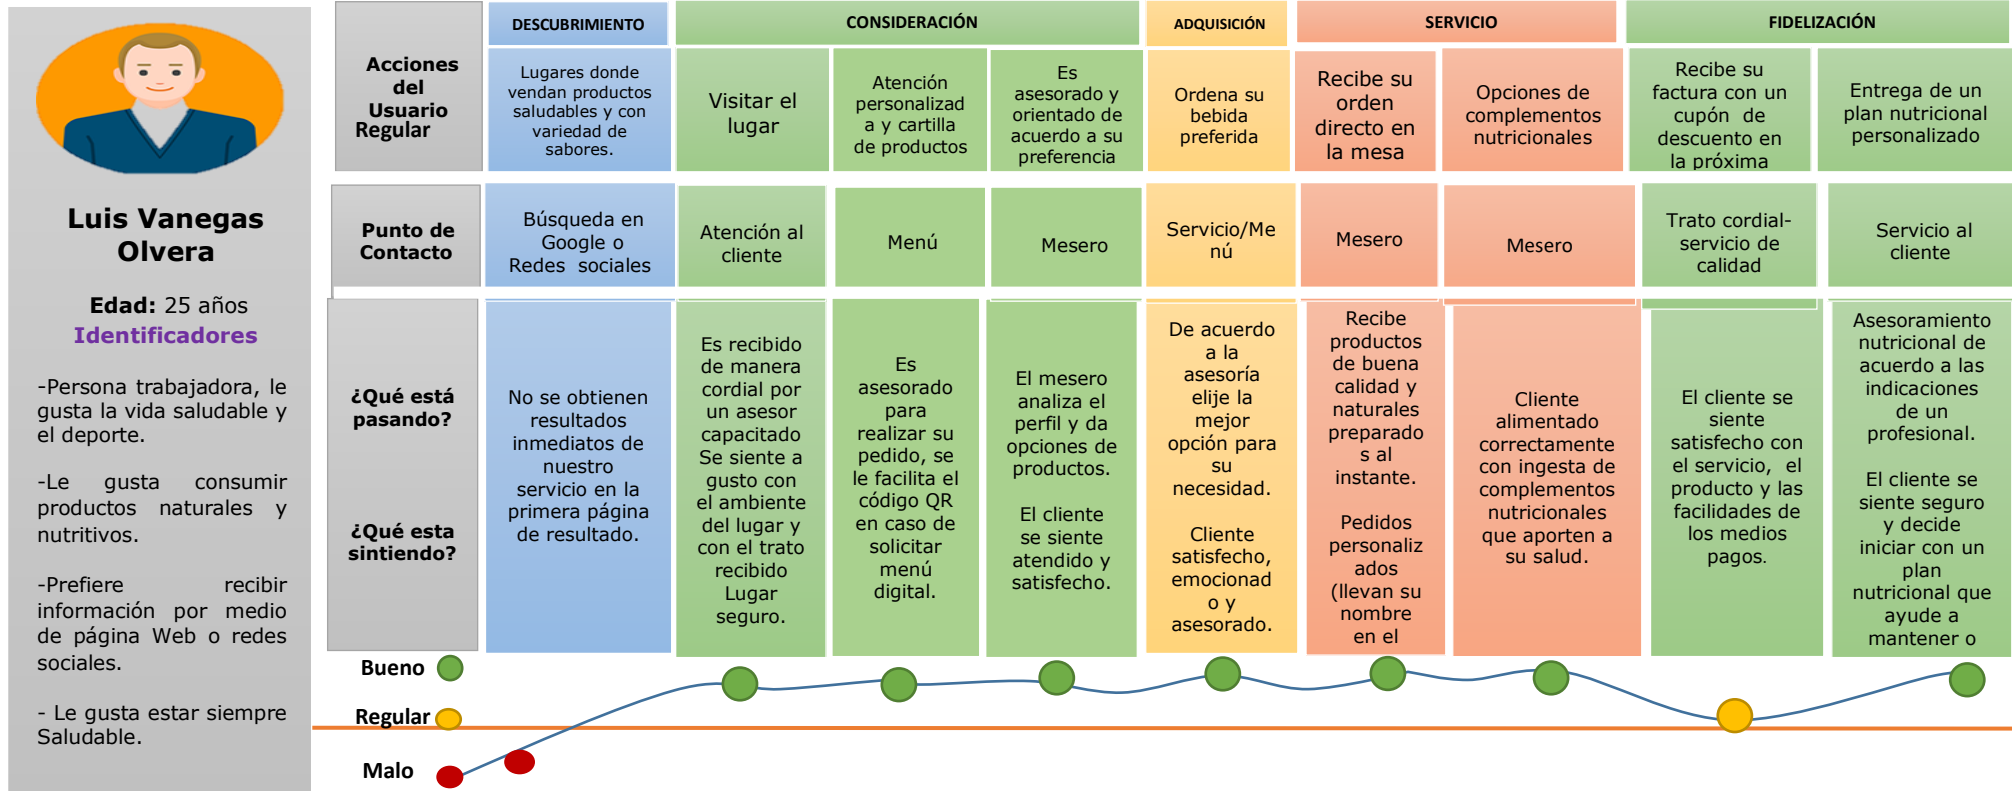 Luis Vanegas
Olvera
Edad: 25 años
Identificadores
-Persona trabajadora, le
gusta la vida saludable y
el deporte.
-Le gusta consumir
productos naturales y
nutritivos.
-Prefiere recibir
información por medio
de página Web o redes
sociales.
- Le gusta estar siempre
Saludable.
DESCUBRIMIENTO
CONSIDERACIÓN
ADQUISICIÓN
SERVICIO
FIDELIZACIÓN
Acciones
del
Usuario
Regular
Lugares donde
vendan productos
saludables y con
variedad de
sabores.
Visitar el
lugar
Atención
personalizad
a y cartilla
de productos
Es
asesorado y
orientado de
acuerdo a su
preferencia
Ordena su
bebida
preferida
Recibe su
orden
directo en
la mesa
Opciones de
complementos
nutricionales
Recibe su
factura con un
cupón de
descuento en
la próxima
Entrega de un
plan nutricional
personalizado
Punto de
Contacto
Búsqueda en
Google o
Redes sociales
Atención al
cliente
Menú
Mesero
Servicio/Me
nú
Mesero
Mesero
Trato cordial-
servicio de
calidad
Servicio al
cliente
¿Qué está
pasando?
¿Qué esta
sintiendo?
No se obtienen
resultados
inmediatos de
nuestro
servicio en la
primera página
de resultado.
Es recibido
de manera
cordial por
un asesor
capacitado
Se siente a
gusto con
el ambiente
del lugar y
con el trato
recibido
Lugar
seguro.
Es
asesorado
para
realizar su
pedido, se
le facilita el
código QR
en caso de
solicitar
menú
digital.
El mesero
analiza el
perfil y da
opciones de
productos.
El cliente
se siente
atendido y
satisfecho.
De acuerdo
a la
asesoría
elije la
mejor
opción para
su
necesidad.
Cliente
satisfecho,
emocionad
o y
asesorado.
Recibe
productos
de buena
calidad y
naturales
preparado
s al
instante.
Pedidos
personaliz
ados
(llevan su
nombre
en el
Cliente
alimentado
correctamente
con ingesta de
complementos
nutricionales
que aporten a
su salud.
El cliente se
siente
satisfecho con
el servicio, el
producto y las
facilidades de
los medios
pagos.
Asesoramiento
nutricional de
acuerdo a las
indicaciones
de un
profesional.
El cliente se
siente seguro
y decide
iniciar con un
plan
nutricional que
ayude a
mantener o
Bueno
Regular
Malo